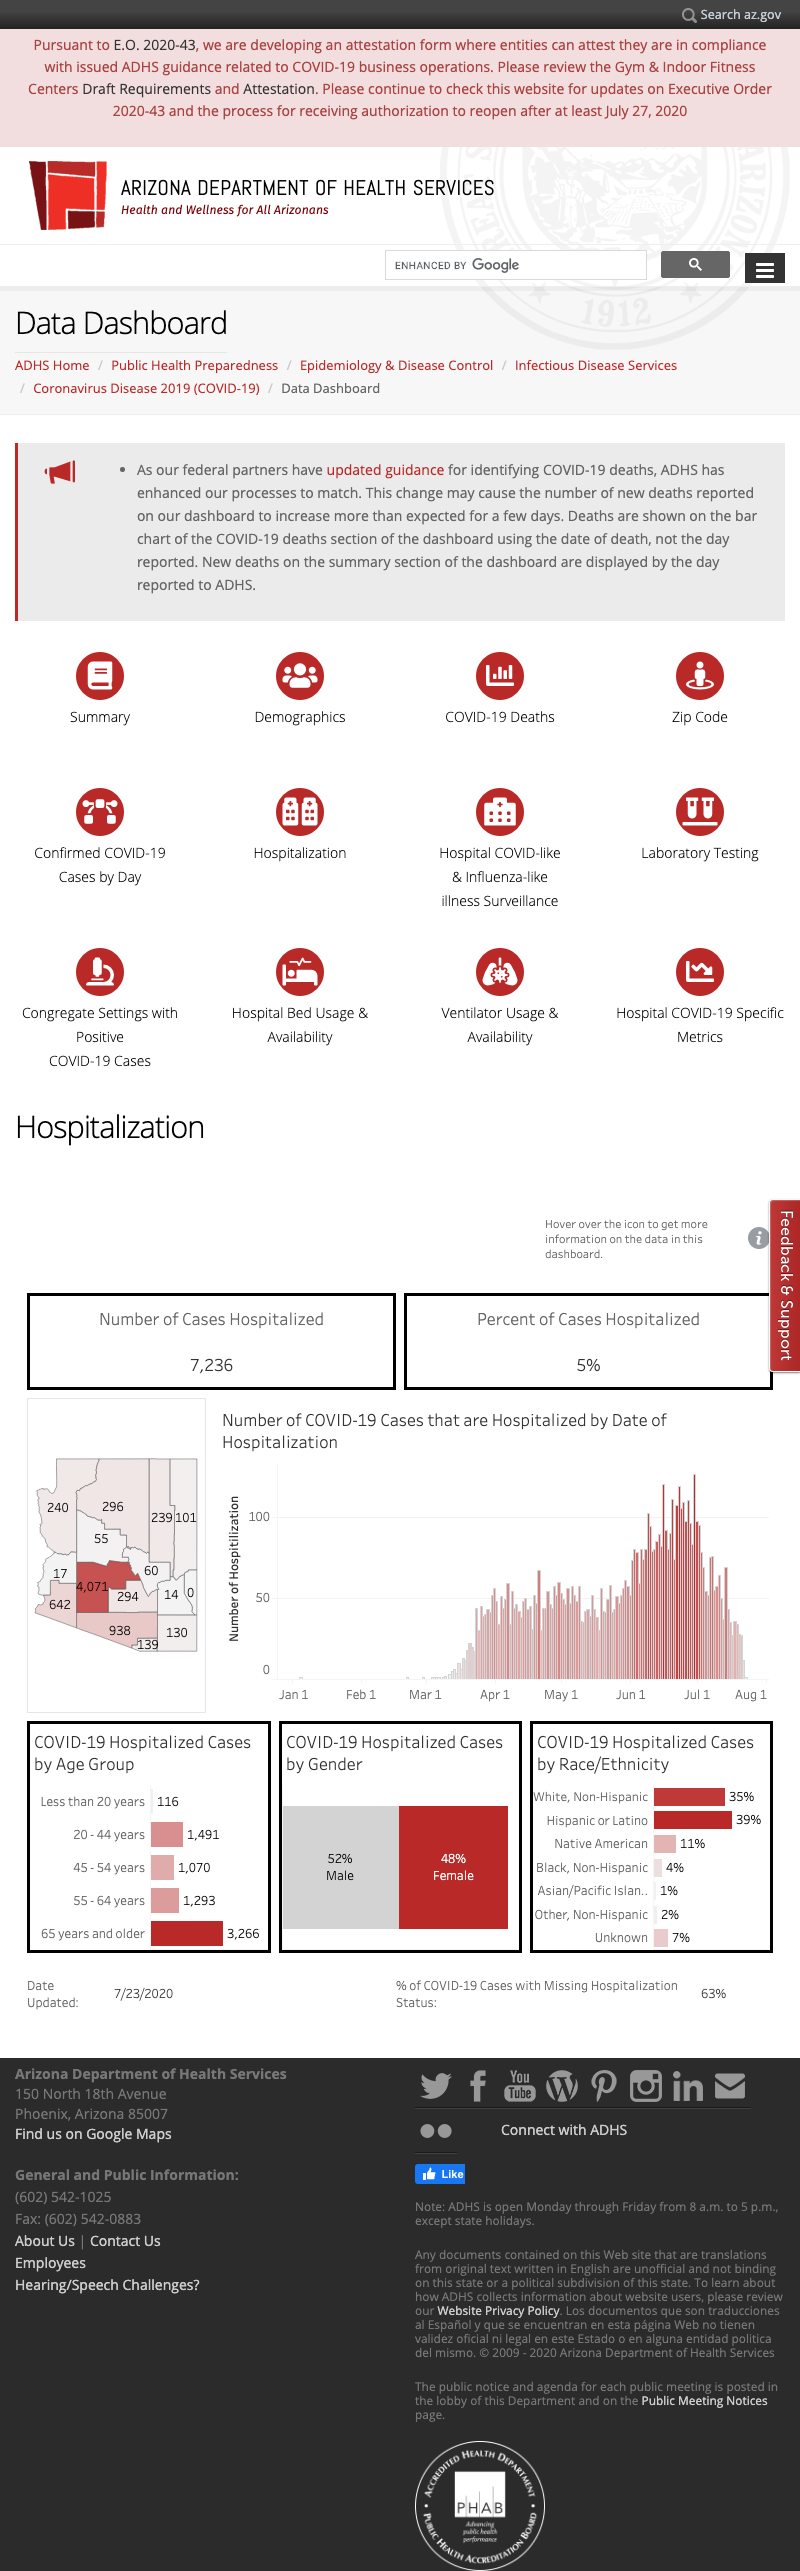 Search az.gov
Pursuant to E.O. 2020-43, we are developing an attestation form where entities can attest they are in compliance
with issued ADHS guidance related to COVID-19 business operations. Please review the Gym & Indoor Fitness
Centers Draft Requirements and Attestation. Please continue to check this website for updates on Executive Order
2020-43 and the process for receiving authorization to reopen after at least July 27, 2020
ARIZONA DEPARTMENT OF HEALTH SERVICES
Health and Wellness for All Arizonans
ENHANCED BY Google
1912
Data Dashboard
ADHS Home / Public Health Preparedness / Epidemiology & Disease Control / Infectious Disease Services
/ Coronavirus Disease 2019 (COVID-19) / Data Dashboard
• As our federal partners have updated guidance for identifying COVID-19 deaths, ADHS has
enhanced our processes to match. This change may cause the number of new deaths reported
on our dashboard to increase more than expected for a few days. Deaths are shown on the bar
chart of the COVID-19 deaths section of the dashboard using the date of death, not the day
reported. New deaths on the summary section of the dashboard are displayed by the day
reported to ADHS.
Summary
Demographics
COVID-19 Deaths
Zip Code
Confirmed COVID-19
Cases by Day
Hospitalization
Hospital COVID-like
& Influenza-like
illness Surveillance
Laboratory Testing
Congregate Settings with
Positive
COVID-19 Cases
Hospital Bed Usage &
Availability
Ventilator Usage &
Availability
Hospital COVID-19 Specific
Metrics
Hospitalization
Hover over the icon to get more
information on the data in this
dashboard.
Feedback & Support
Number of Cases Hospitalized
7,236
Percent of Cases Hospitalized
5%
240
296
239
101
55
17
4,071
60
642
294
14
0
938
139
130
Number of COVID-19 Cases that are Hospitalized by Date of
Hospitalization
Number of Hospitilization
100
50
0
Jan 1
Feb 1
Mar 1
Apr 1
May 1
Jun 1
Jul 1
Aug 1
COVID-19 Hospitalized Cases
by Age Group
Less than 20 years 116
20 - 44 years 1,491
45 - 54 years 1,070
55 - 64 years 1,293
65 years and older 3,266
COVID-19 Hospitalized Cases
by Gender
52%
Male
48%
Female
COVID-19 Hospitalized Cases
by Race/Ethnicity
White, Non-Hispanic 35%
Hispanic or Latino 39%
Native American 11%
Black, Non-Hispanic 4%
Asian/Pacific Islan.. 1%
Other, Non-Hispanic 2%
Unknown 7%
Date
Updated:
7/23/2020
% of COVID-19 Cases with Missing Hospitalization
Status:
63%
Arizona Department of Health Services
150 North 18th Avenue
Phoenix, Arizona 85007
Find us on Google Maps
General and Public Information:
(602) 542-1025
Fax: (602) 542-0883
About Us | Contact Us
Employees
Hearing/Speech Challenges?
You
Tube
Connect with ADHS
Like
Note: ADHS is open Monday through Friday from 8 a.m. to 5 p.m.,
except state holidays.
Any documents contained on this Web site that are translations
from original text written in English are unofficial and not binding
on this state or a political subdivision of this state. To learn about
how ADHS collects information about website users, please review
our Website Privacy Policy. Los documentos que son traducciones
al Español y que se encuentran en esta página Web no tienen
validez oficial ni legal en este Estado o en alguna entidad politica
del mismo. © 2009 - 2020 Arizona Department of Health Services
The public notice and agenda for each public meeting is posted in
the lobby of this Department and on the Public Meeting Notices
page.
ACCREDITED HEALTH DEPARTMENT
PHAB
Advancing
public health
performance
PUBLIC HEALTH ACCREDITATION BOARD